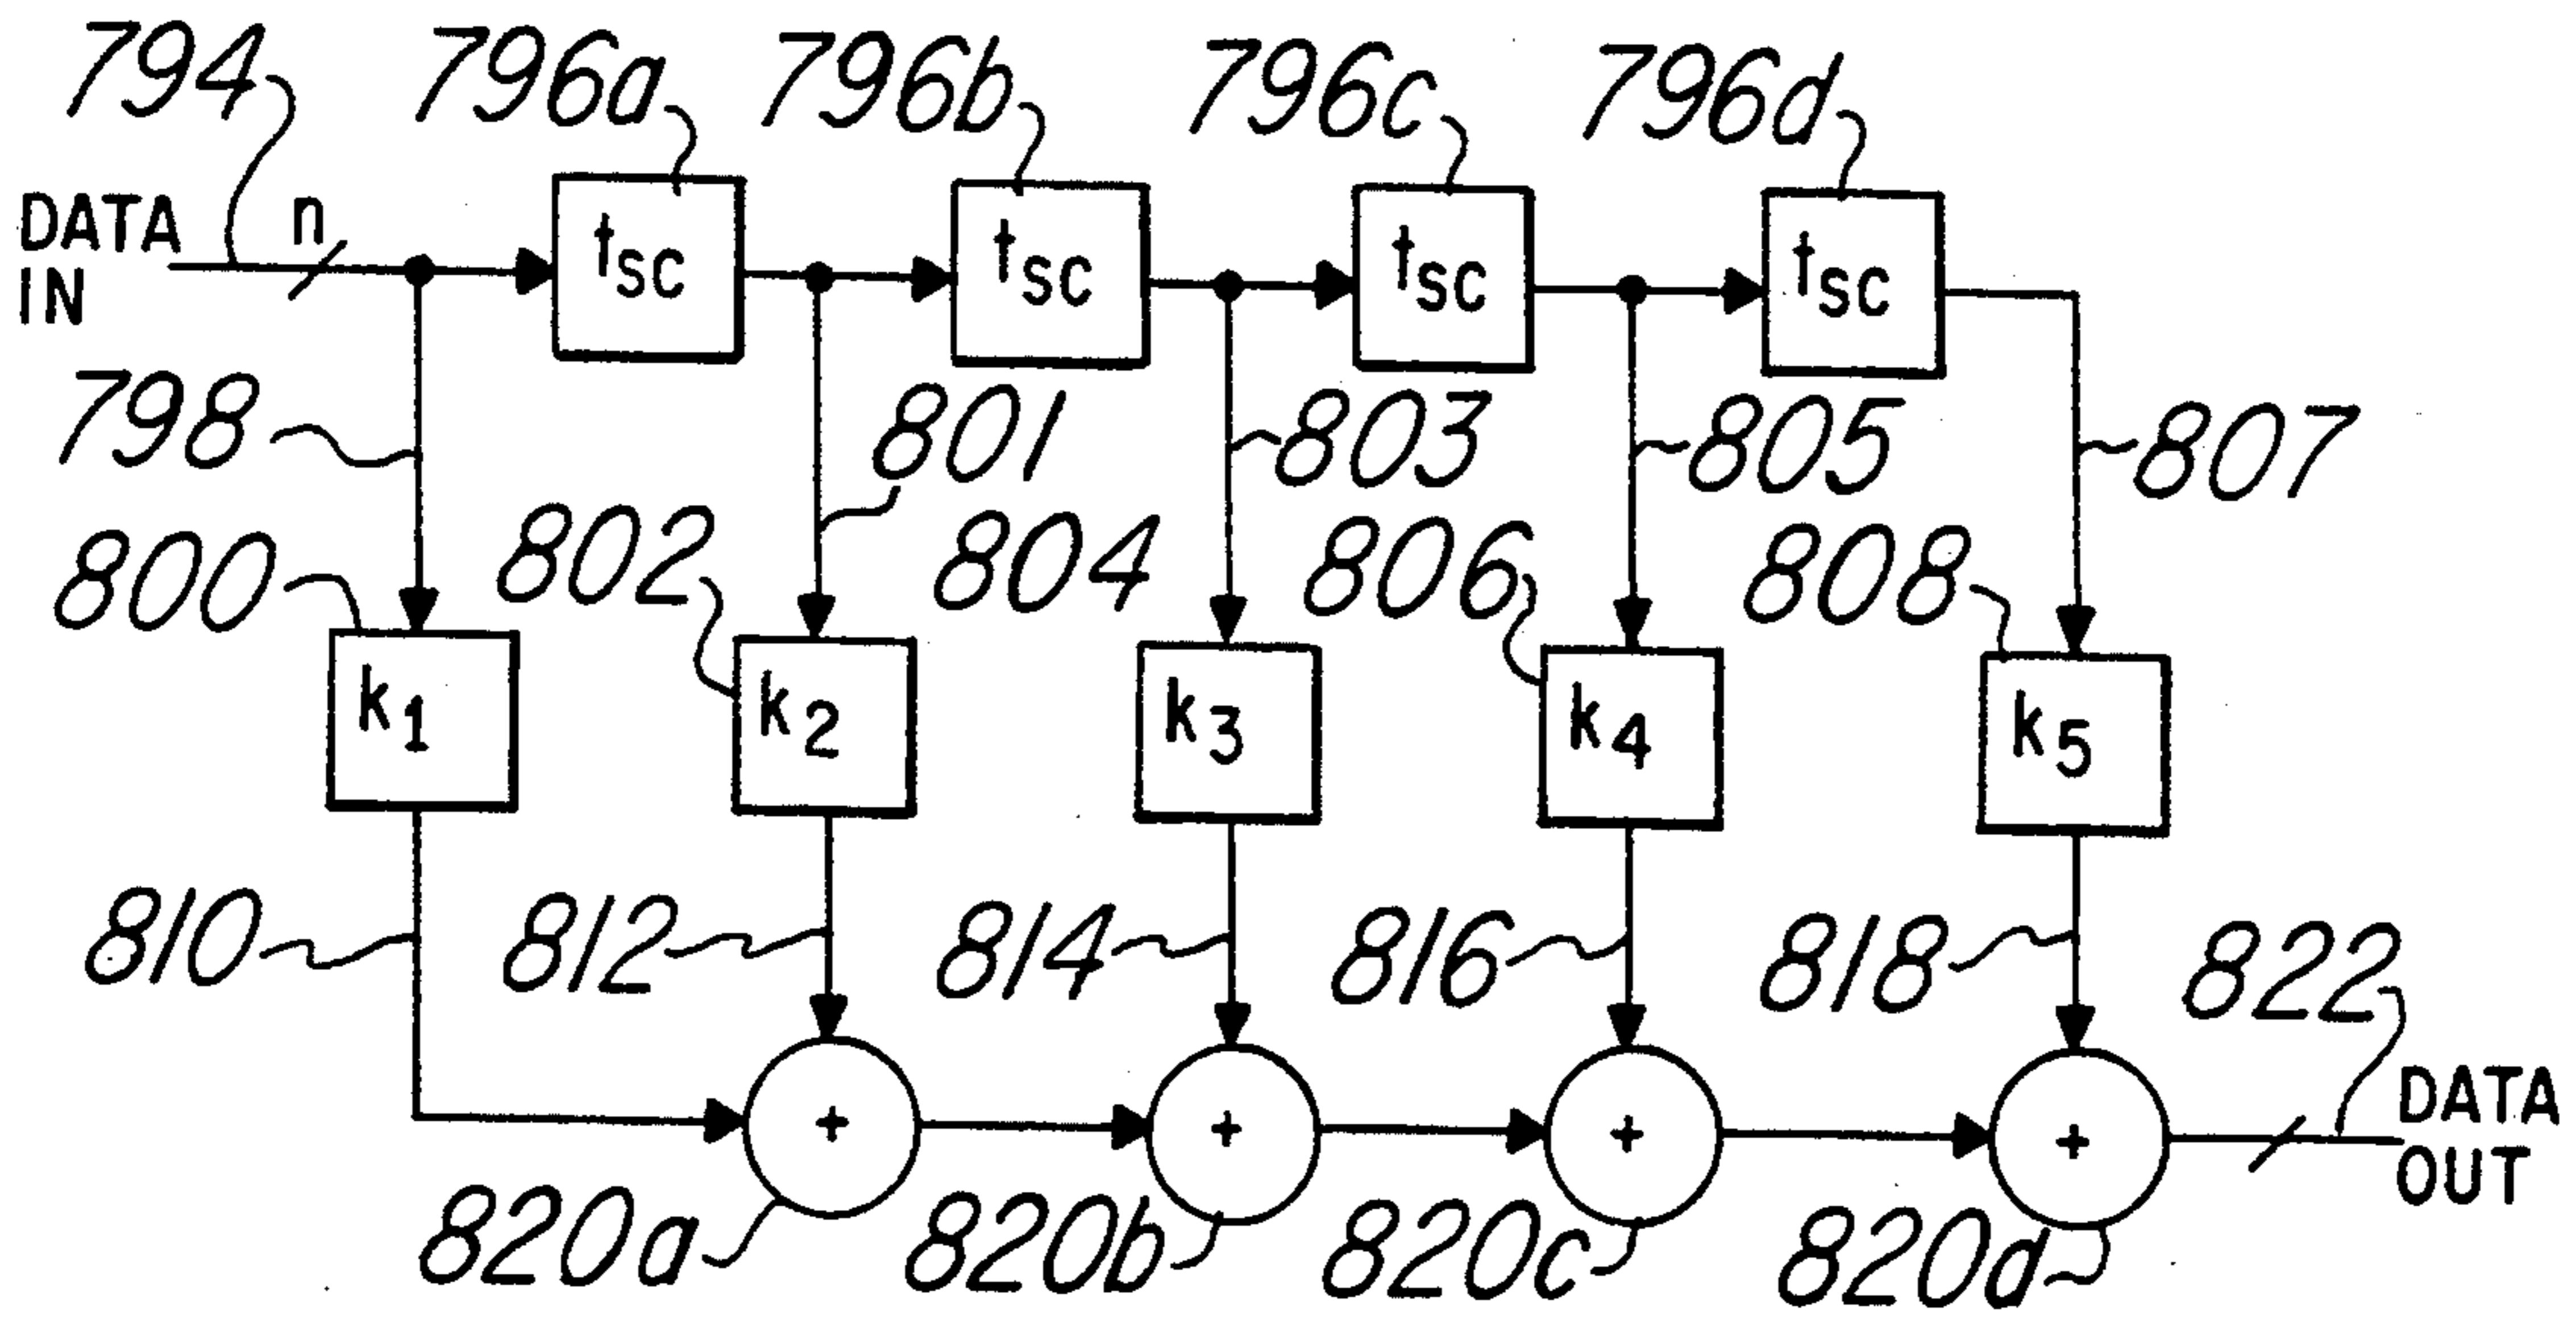 794 796a 796b 796c 796d
DATA IN n
tSC tSC tSC tSC
798 801 803 805 807
800 802 804 806 808
k1 k2 k3 k4 k5
810 812 814 816 818 822
+ + + +
DATA OUT
820a 820b 820c 820d